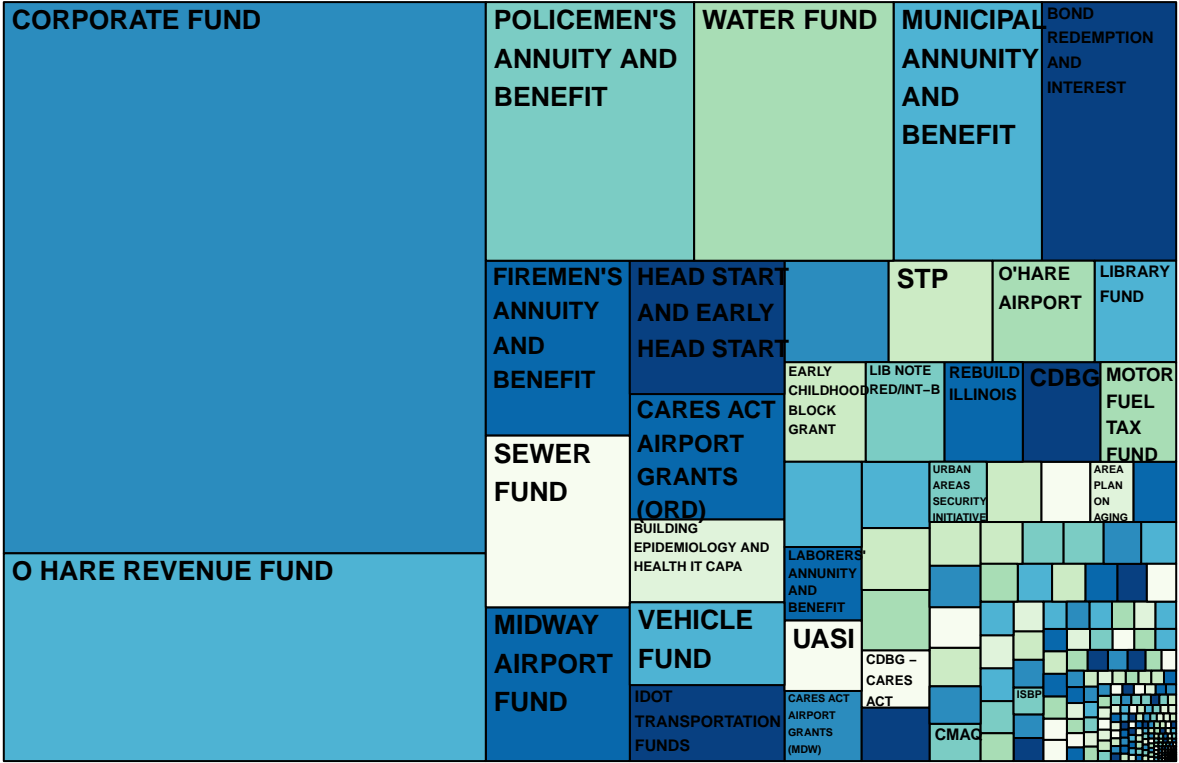 CORPORATE FUND
O HARE REVENUE FUND
POLICEMEN'S
ANNUITY AND
BENEFIT
WATER FUND
MUNICIPAL
ANNUNITY
AND
BENEFIT
BOND
REDEMPTION
AND
INTEREST
FIREMEN'S
ANNUITY
AND
BENEFIT
SEWER
FUND
MIDWAY
AIRPORT
FUND
HEAD START
AND EARLY
HEAD START
CARES ACT
AIRPORT
GRANTS
(ORD)
BUILDING
EPIDEMIOLOGY AND
HEALTH IT CAPA
VEHICLE
FUND
IDOT
TRANSPORTATION
FUNDS
STP
O'HARE
AIRPORT
LIBRARY
FUND
EARLY
CHILDHOOD
BLOCK
GRANT
LIB NOTE
RED/INT−B
REBUILD
ILLINOIS
CDBG
MOTOR
FUEL
TAX
FUND
LABORERS'
ANNUNITY
AND
BENEFIT
UASI
CARES ACT
AIRPORT
GRANTS
(MDW)
CDBG −
CARES
ACT
URBAN
AREAS
SECURITY
INITIATIVE
AREA
PLAN
ON
AGING
CMAQ
ISBP